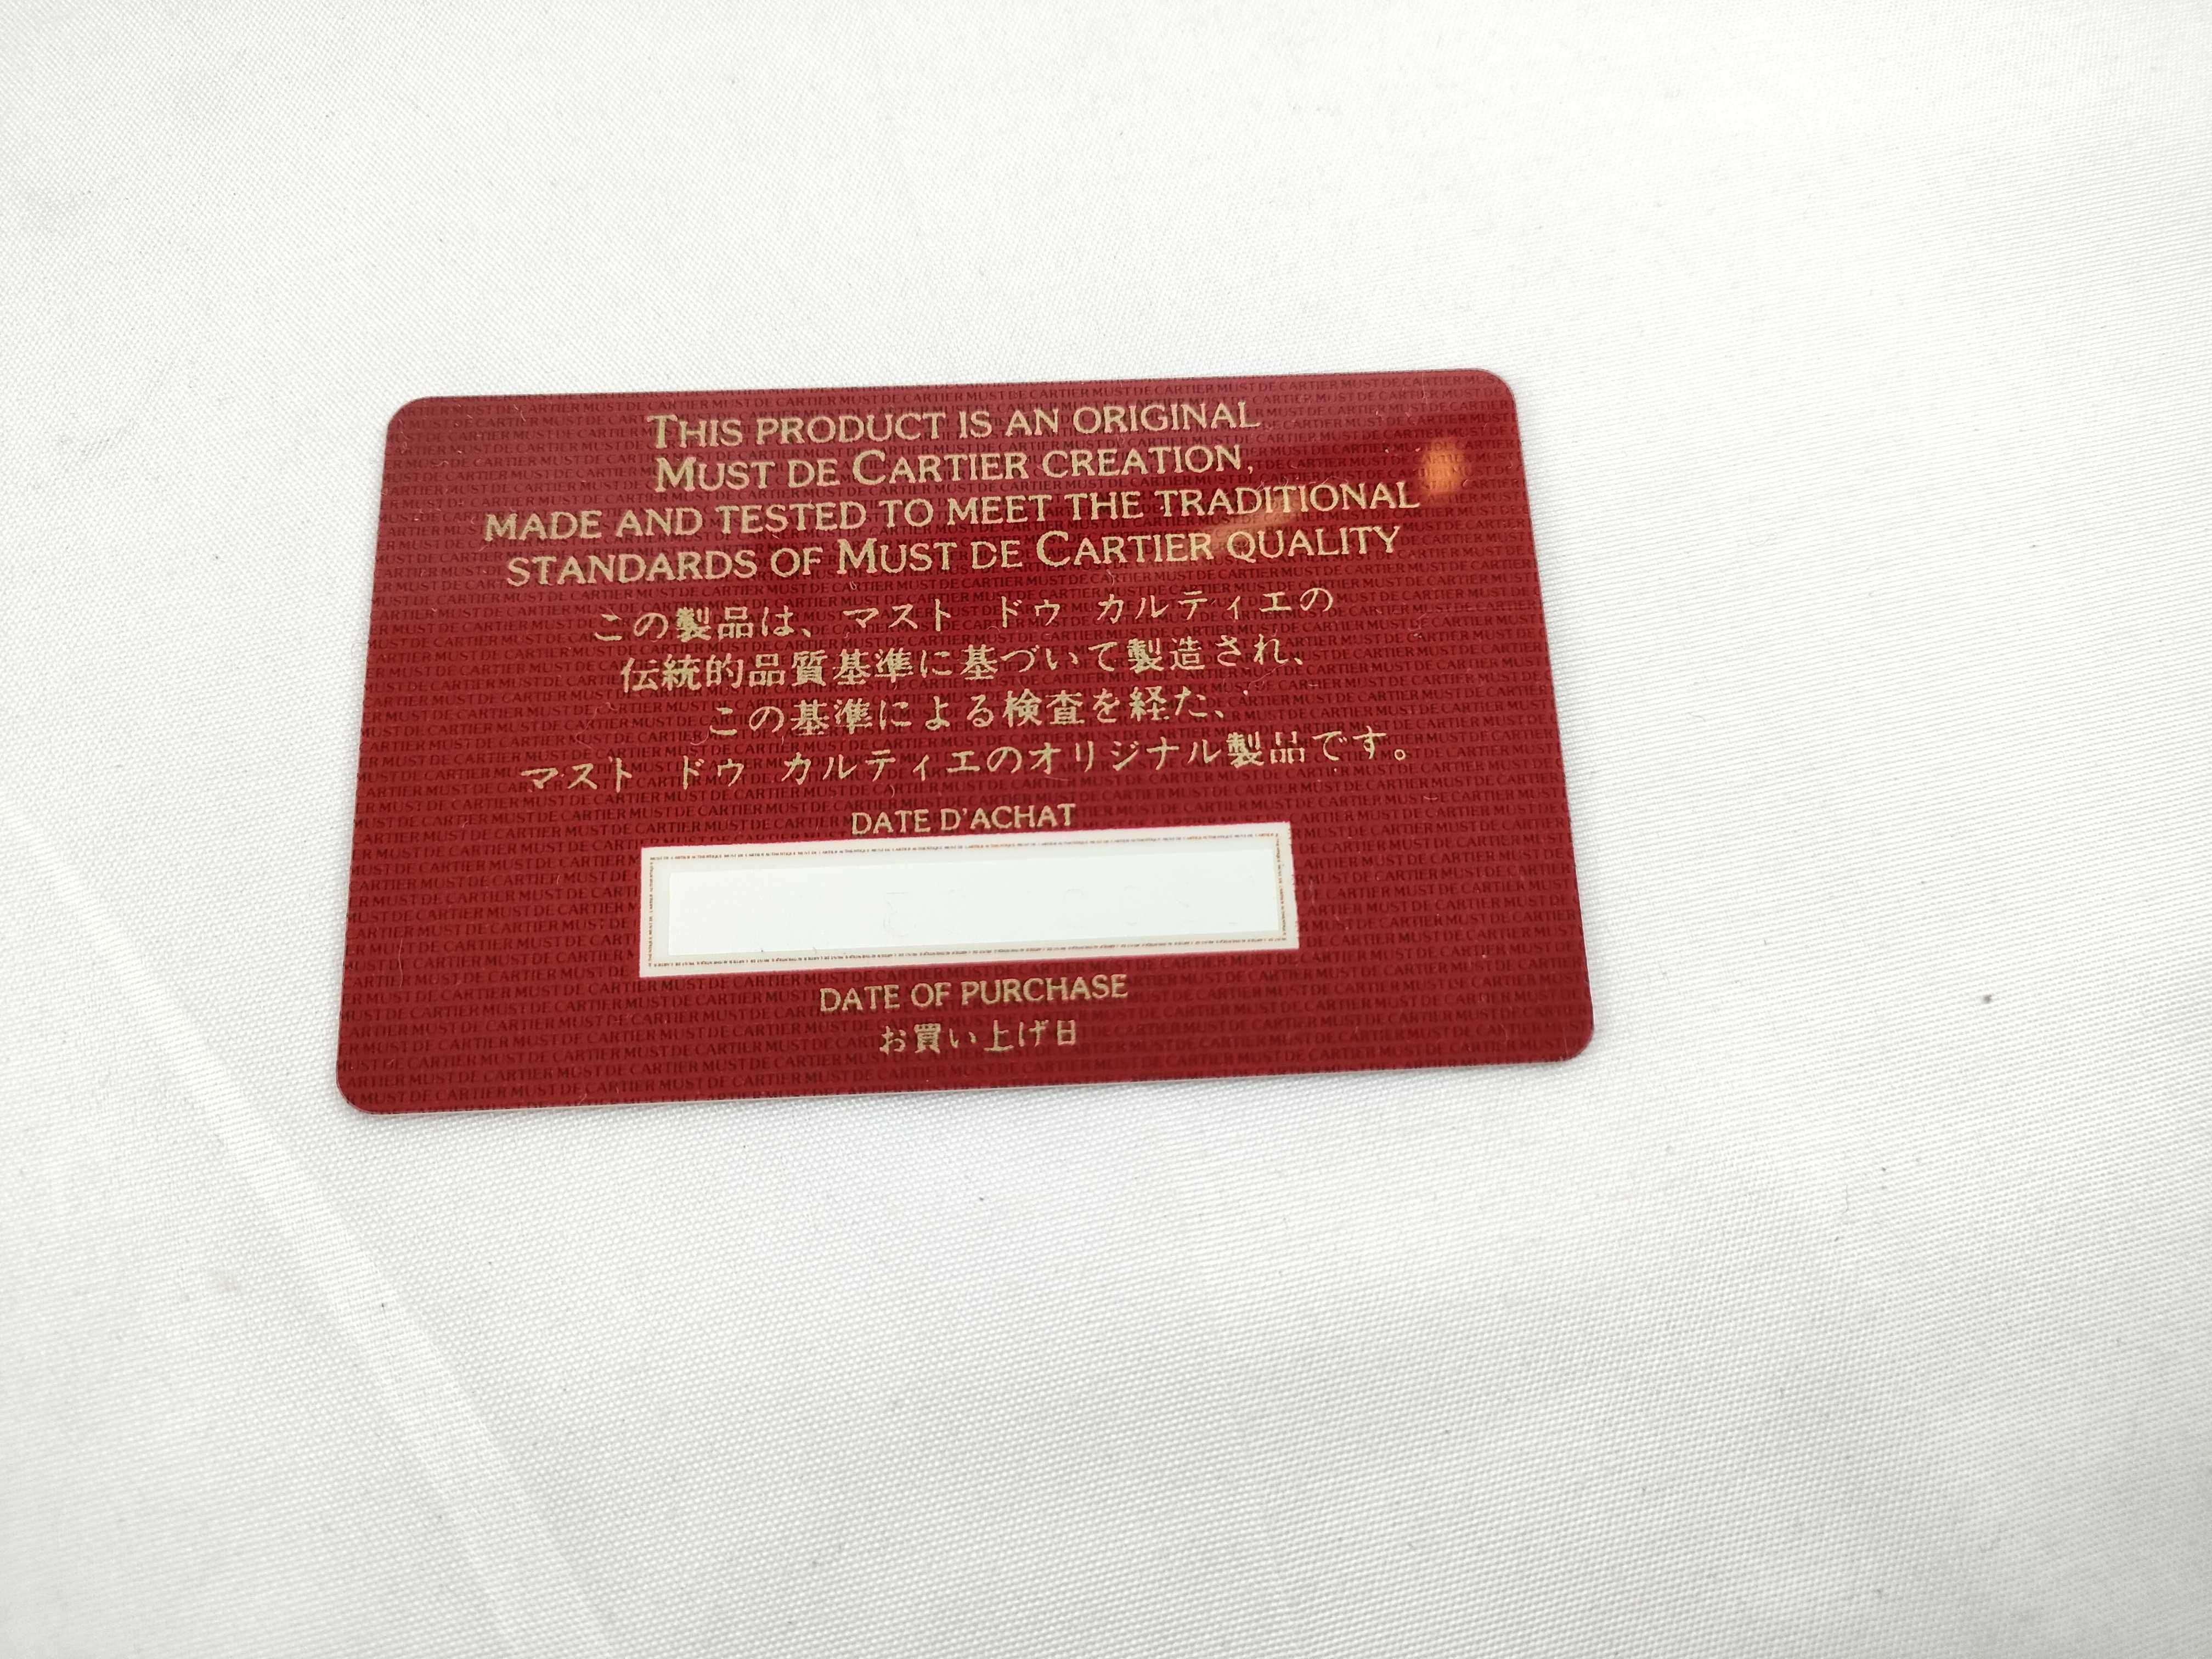 THIS PRODUCT IS AN ORIGINAL
MUST DE CARTIER CREATION,
MADE AND TESTED TO MEET THE TRADITIONAL
STANDARDS OF MUST DE CARTIER QUALITY
この製品は、マスト ドゥ カルティエの
伝統的品質基準に基づいて製造され、
この基準による検査を経た、
マスト ドゥ カルティエのオリジナル製品です。
DATE D'ACHAT
DATE OF PURCHASE
お買い上げ日